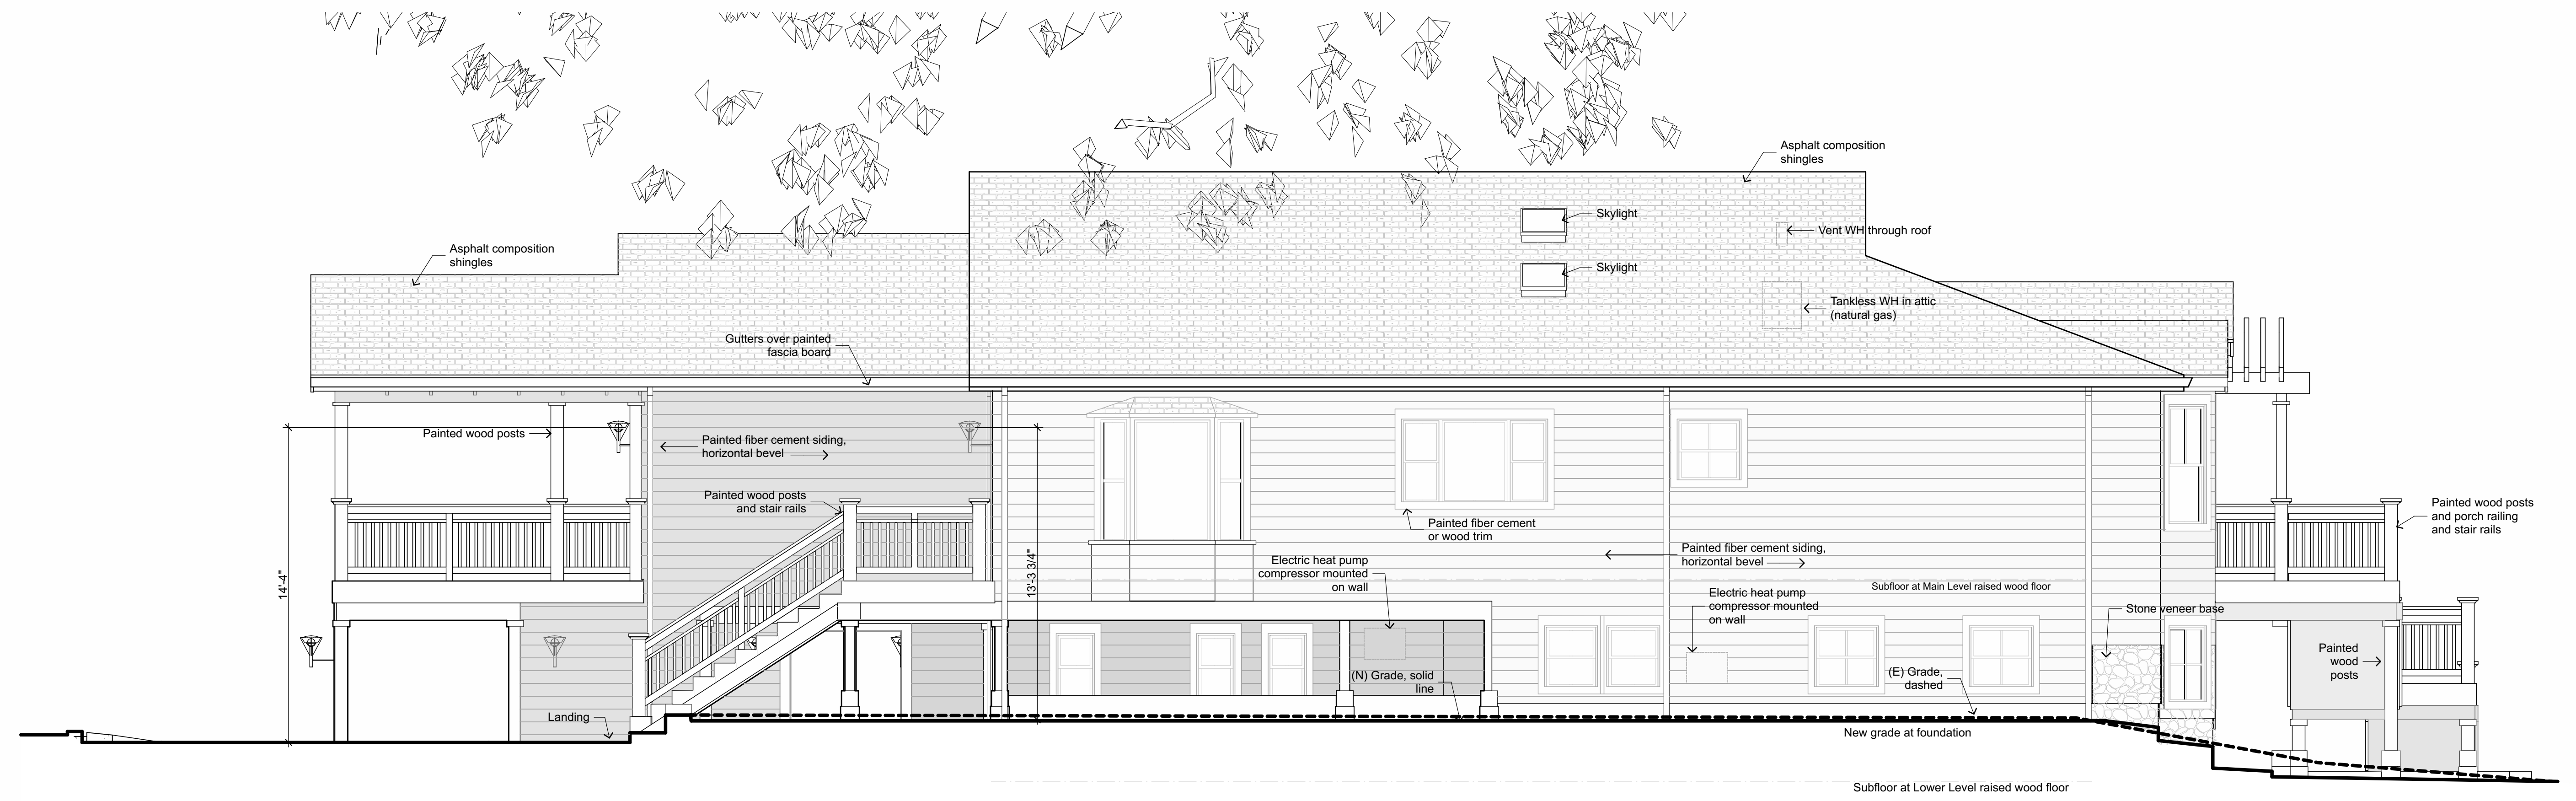 Asphalt composition
shingles
Skylight
Vent WH through roof
Asphalt composition
shingles
Skylight
Tankless WH in attic
(natural gas)
Gutters over painted
fascia board
Painted wood posts
Painted fiber cement siding,
horizontal bevel
Painted wood posts
and stair rails
Painted fiber cement
or wood trim
Painted wood posts
and porch railing
and stair rails
14'-4"
13'-3 3/4"
Electric heat pump
compressor mounted
on wall
Painted fiber cement siding,
horizontal bevel
Subfloor at Main Level raised wood floor
Electric heat pump
compressor mounted
on wall
Stone veneer base
Painted
wood
posts
(N) Grade, solid
line
(E) Grade,
dashed
Landing
New grade at foundation
Subfloor at Lower Level raised wood floor